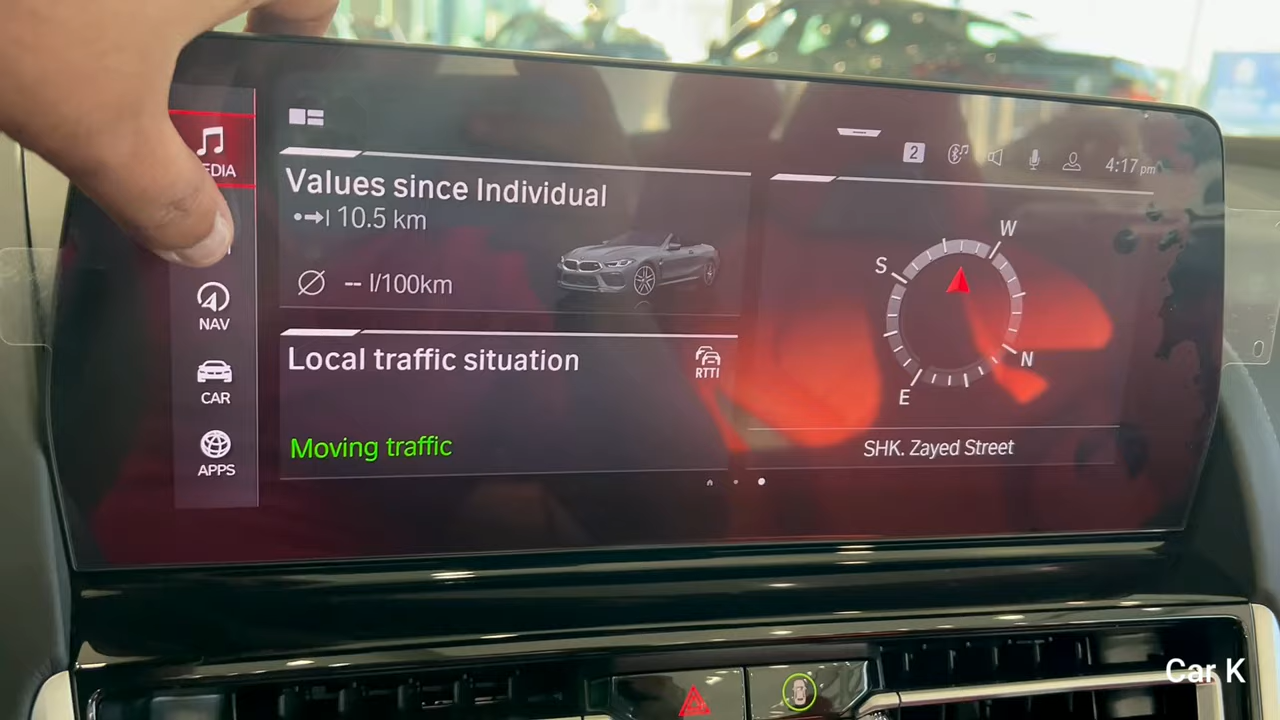 MEDIA
NAV
CAR
APPS
Values since Individual
10.5 km
-- l/100km
Local traffic situation
RTTI
Moving traffic
2
4:17 pm
W
S
N
E
SHK. Zayed Street
Car K